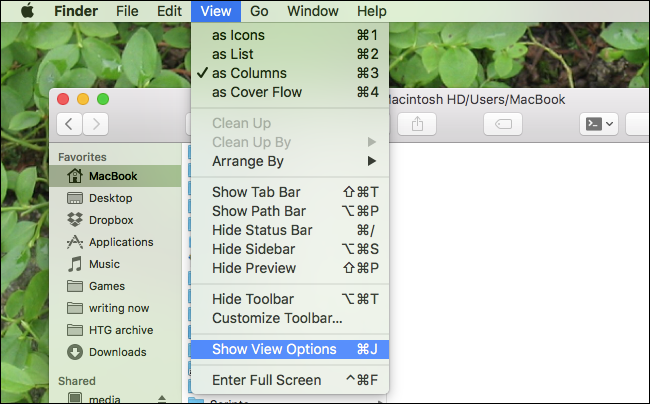 Finder File Edit View Go Window Help
as Icons ⌘1
as List ⌘2
✓ as Columns ⌘3
as Cover Flow ⌘4
Macintosh HD/Users/MacBook
Clean Up
Clean Up By
Arrange By
Show Tab Bar ⇧⌘T
Show Path Bar ⌥⌘P
Hide Status Bar ⌘/
Hide Sidebar ⌥⌘S
Hide Preview ⇧⌘P
Hide Toolbar ⌥⌘T
Customize Toolbar...
Show View Options ⌘J
Enter Full Screen ^⌘F
Favorites
MacBook
Desktop
Dropbox
Applications
Music
Games
writing now
HTG archive
Downloads
Shared
media